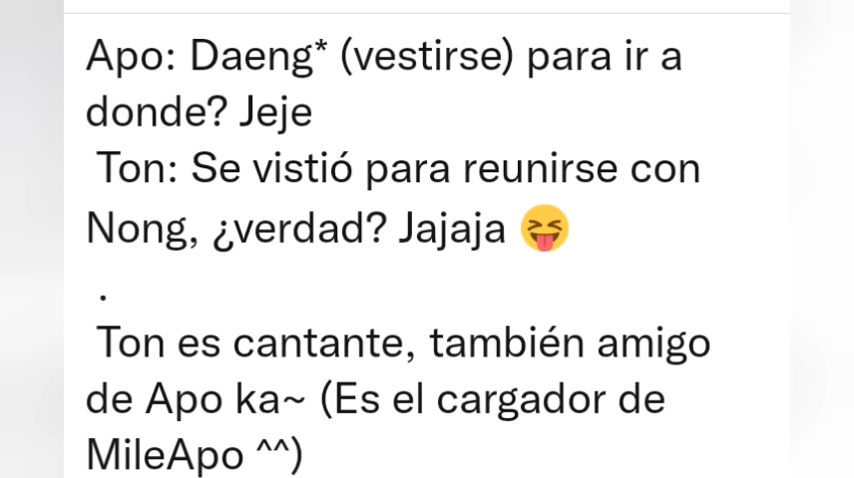 Apo: Daeng* (vestirse) para ir a
donde? Jeje
Ton: Se vistió para reunirse con
Nong, ¿verdad? Jajaja 😝
.
Ton es cantante, también amigo
de Apo ka~ (Es el cargador de
MileApo ^^)